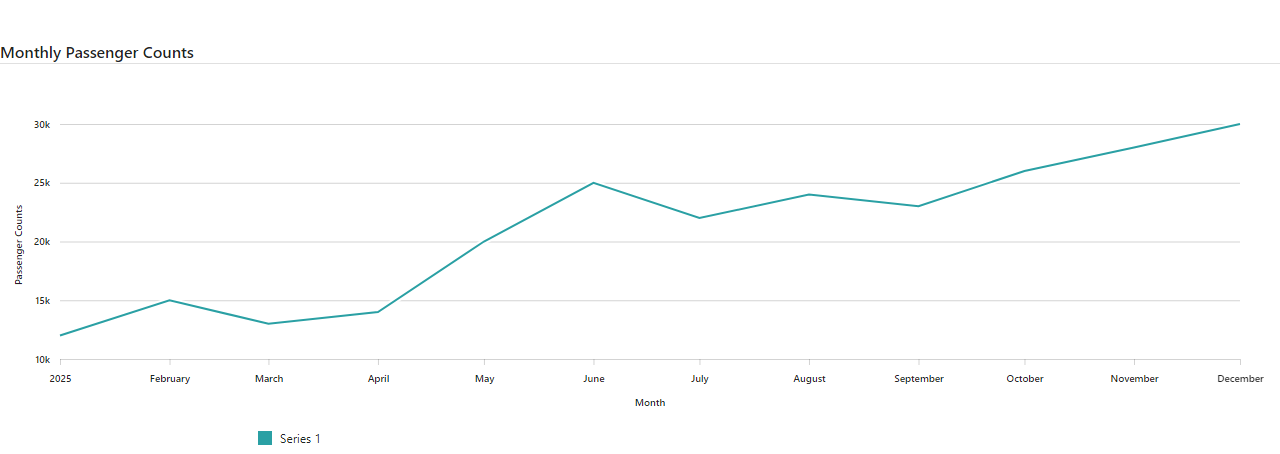 Monthly Passenger Counts
30k
25k
20k
15k
10k
Passenger Counts
2025 February March April May June July August September October November December
Month
Series 1